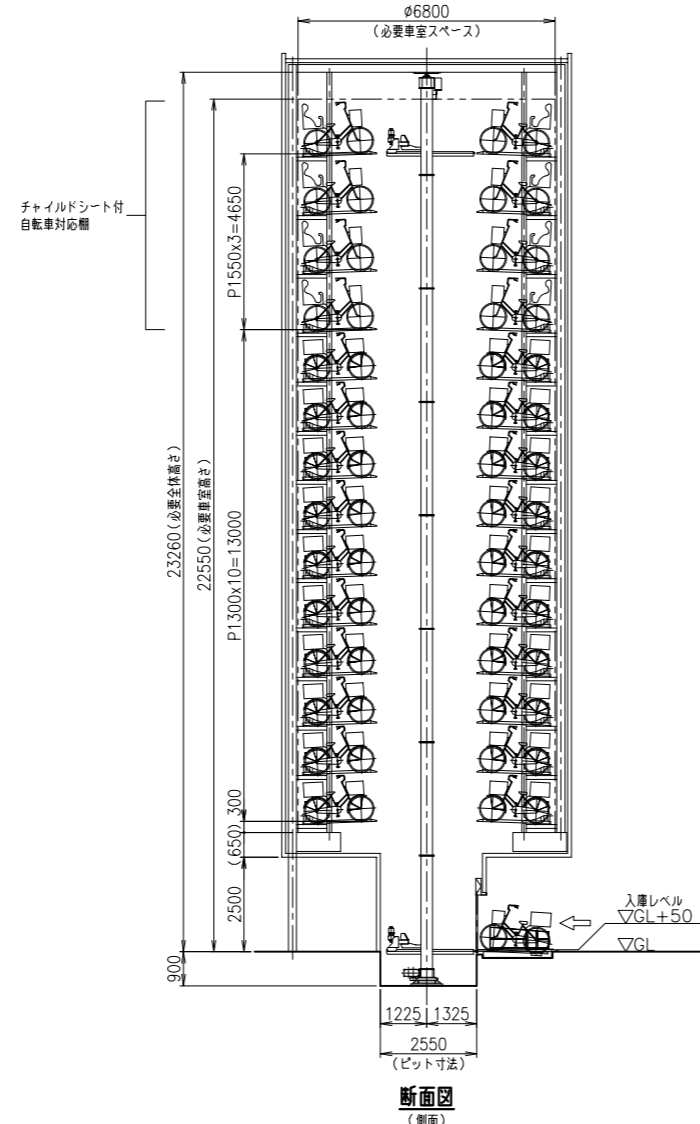 ø6800
(必要車室スペース)
チャイルドシート付
自転車対応棚
P1550x3=4650
23260(必要全体高さ)
22550(必要車室高さ)
P1300x10=13000
300
(650)
2500
入庫レベル
▽GL+50
▽GL
900
1225
1325
2550
(ピット寸法)
断面図
(側面)